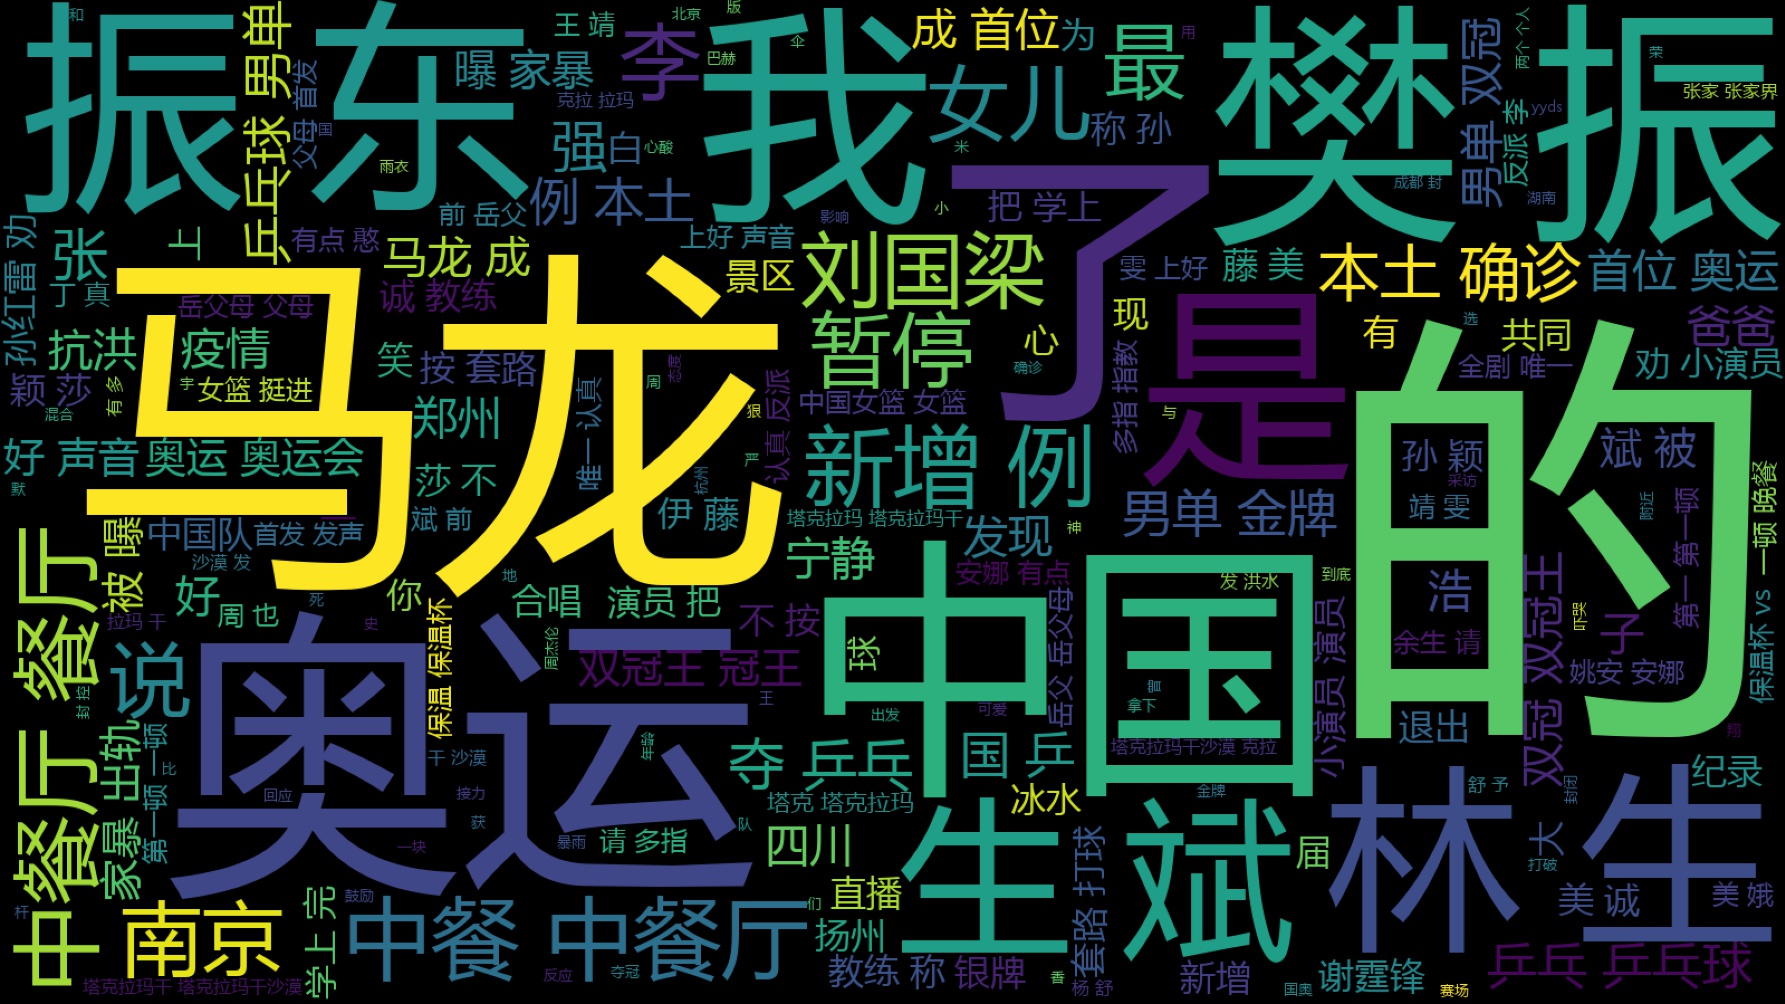 和
振 东
我
樊 振
男单
乒乓球
父母 首发
国
曝 家暴
王 靖
李
北京
版
巴赫
伞
克拉 拉玛
强
白
心酸
雨衣
成 首位
为
女儿
最
用
称 孙
米
双冠
男单
两个 个人
荣
张家 张家界
yyds
反派 李
成都 封
湖南
前 岳父
例 本土
影响
小
把 学上
了
孙红雷 劝
张
上
有点 憨
马龙 成
上好 声音
景区
刘国梁
雯 上好
藤 美
本土 确诊
首位 奥运
丁 真
岳父母 父母
诚 教练
抗洪
疫情
笑
按 套路
态度
暂停
心
现
是
有
选
共同
爸爸
全剧 唯一
劝 小演员
确诊
颖 莎
有多
宇
女篮 挺进
混合
马龙
郑州
唯一 认真
周
狠
认真 反派
中国女篮 女篮
多指 指教
与
的
好 声音
奥运 奥运会
莎 不
杭州
严
新增 例
孙 颖
采访
斌 被
默
中国队
首发 发声
斌 前
伊 藤
塔克拉玛 塔克拉玛干
发现
神
男单 金牌
靖 雯
附近
第一 第一顿
一顿 晚餐
沙漠 发
被 曝
中餐厅 餐厅
好
周 也
死
你
地
合唱
演员 把
宁静
安娜 有点
发 洪水
到底
浩
吓哭
拉玛 干
史
保温 保温杯
周杰伦
不 按
球
中国
岳父 岳父母
小演员 演员
余生 请
双冠 双冠王
子
姚安 安娜
保温杯 vs
说
封控
奥运
双冠王 冠王
王
曾
拿下
出发
可爱
退出
翔
家暴 出轨
第一顿 一顿
比
干 沙漠
年龄
夺 乒乓
国 乒
塔克拉玛干沙漠 克拉
纪录
回应
接力
获
塔克 塔克拉玛
冰水
金牌
舒 予
封闭
一块
暴雨
请 多指
队
四川
生
斌
届
林 生
大
打破
南京
学上 完
鼓励
中餐 中餐厅
们
直播
套路 打球
美 诚
美 娥
杆
扬州
塔克拉玛干 塔克拉玛干沙漠
反应
夺冠
教练 称
银牌
香
杨 舒
新增
国奥
谢霆锋
赛场
乒乓 乒乓球